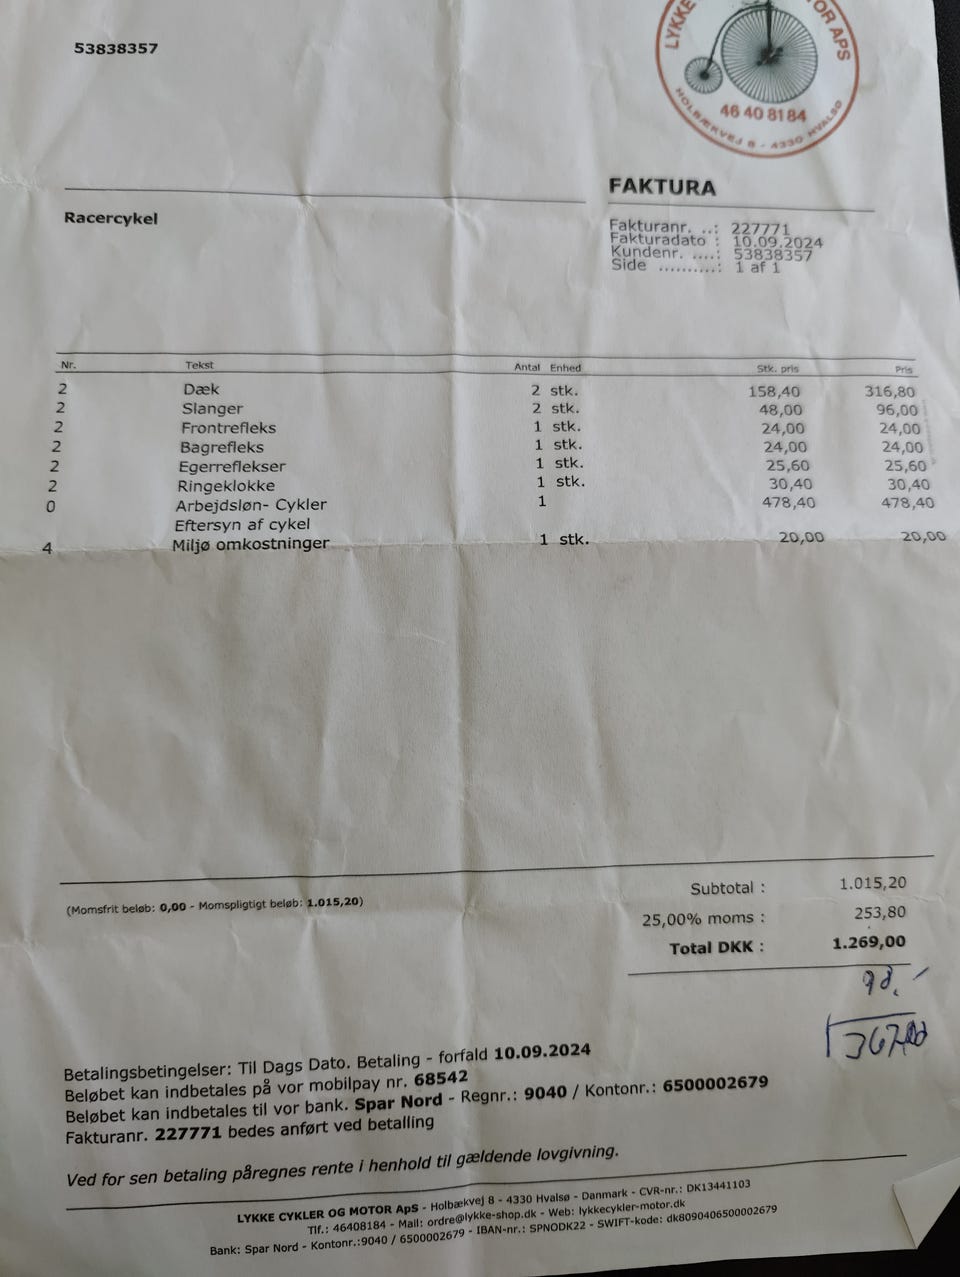 53838357
LYKKE
TOR APS
46 40 81 84
HOLBÆKVEJ 8 - 4330 HVALSØ
FAKTURA
Racercykel
Fakturanr. ..: 227771
Fakturadato : 10.09.2024
Kundenr. ....: 53838357
Side ..........: 1 af 1
Nr. Tekst Antal Enhed Stk. pris Pris
2 Dæk 2 stk. 158,40 316,80
2 Slanger 2 stk. 48,00 96,00
2 Frontrefleks 1 stk. 24,00 24,00
2 Bagrefleks 1 stk. 24,00 24,00
2 Egerreflekser 1 stk. 25,60 25,60
2 Ringeklokke 1 stk. 30,40 30,40
0 Arbejdsløn- Cykler 1 478,40 478,40
Eftersyn af cykel
4 Miljø omkostninger 1 stk. 20,00 20,00
(Momsfrit beløb: 0,00 - Momspligtigt beløb: 1.015,20)
Subtotal : 1.015,20
25,00% moms : 253,80
Total DKK : 1.269,00
98.
Betalingsbetingelser: Til Dags Dato. Betaling - forfald 10.09.2024
Beløbet kan indbetales på vor mobilpay nr. 68542
Beløbet kan indbetales til vor bank. Spar Nord - Regnr.: 9040 / Kontonr.: 6500002679
Fakturanr. 227771 bedes anført ved betalling
Ved for sen betaling påregnes rente i henhold til gældende lovgivning.
LYKKE CYKLER OG MOTOR ApS - Holbækvej 8 - 4330 Hvalsø - Danmark - CVR-nr.: DK13441103
Tlf.: 46408184 - Mail: ordre@lykke-shop.dk - Web: lykkecykler-motor.dk
Bank: Spar Nord - Kontonr.:9040 / 6500002679 - IBAN-nr.: SPNODK22 - SWIFT-kode: dk8090406500002679